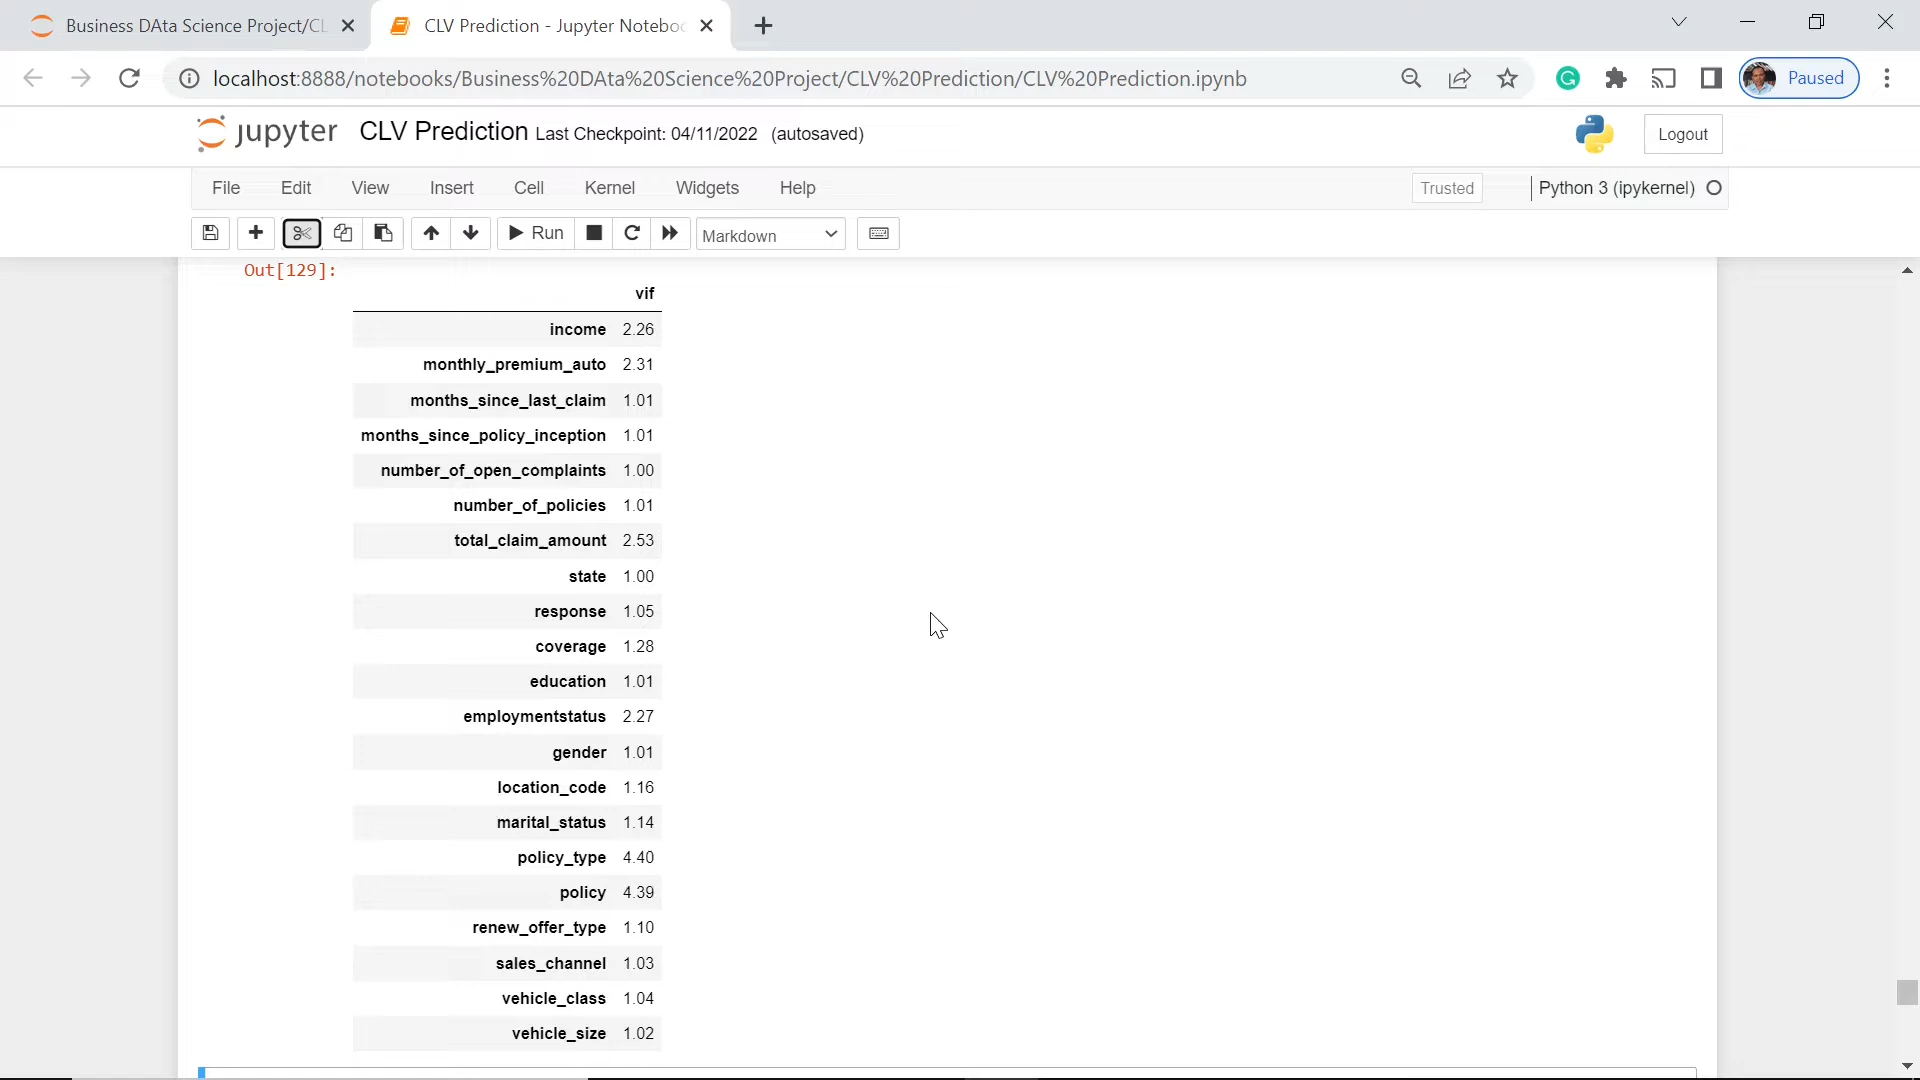 Business DAta Science Project/CL
CLV Prediction - Jupyter Noteboo
localhost:8888/notebooks/Business%20DAta%20Science%20Project/CLV%20Prediction/CLV%20Prediction.ipynb
Paused
jupyter CLV Prediction Last Checkpoint: 04/11/2022 (autosaved)
Logout
File Edit View Insert Cell Kernel Widgets Help
Trusted
Python 3 (ipykernel)
Run
Markdown
Out[129]:
vif
income 2.26
monthly_premium_auto 2.31
months_since_last_claim 1.01
months_since_policy_inception 1.01
number_of_open_complaints 1.00
number_of_policies 1.01
total_claim_amount 2.53
state 1.00
response 1.05
coverage 1.28
education 1.01
employmentstatus 2.27
gender 1.01
location_code 1.16
marital_status 1.14
policy_type 4.40
policy 4.39
renew_offer_type 1.10
sales_channel 1.03
vehicle_class 1.04
vehicle_size 1.02